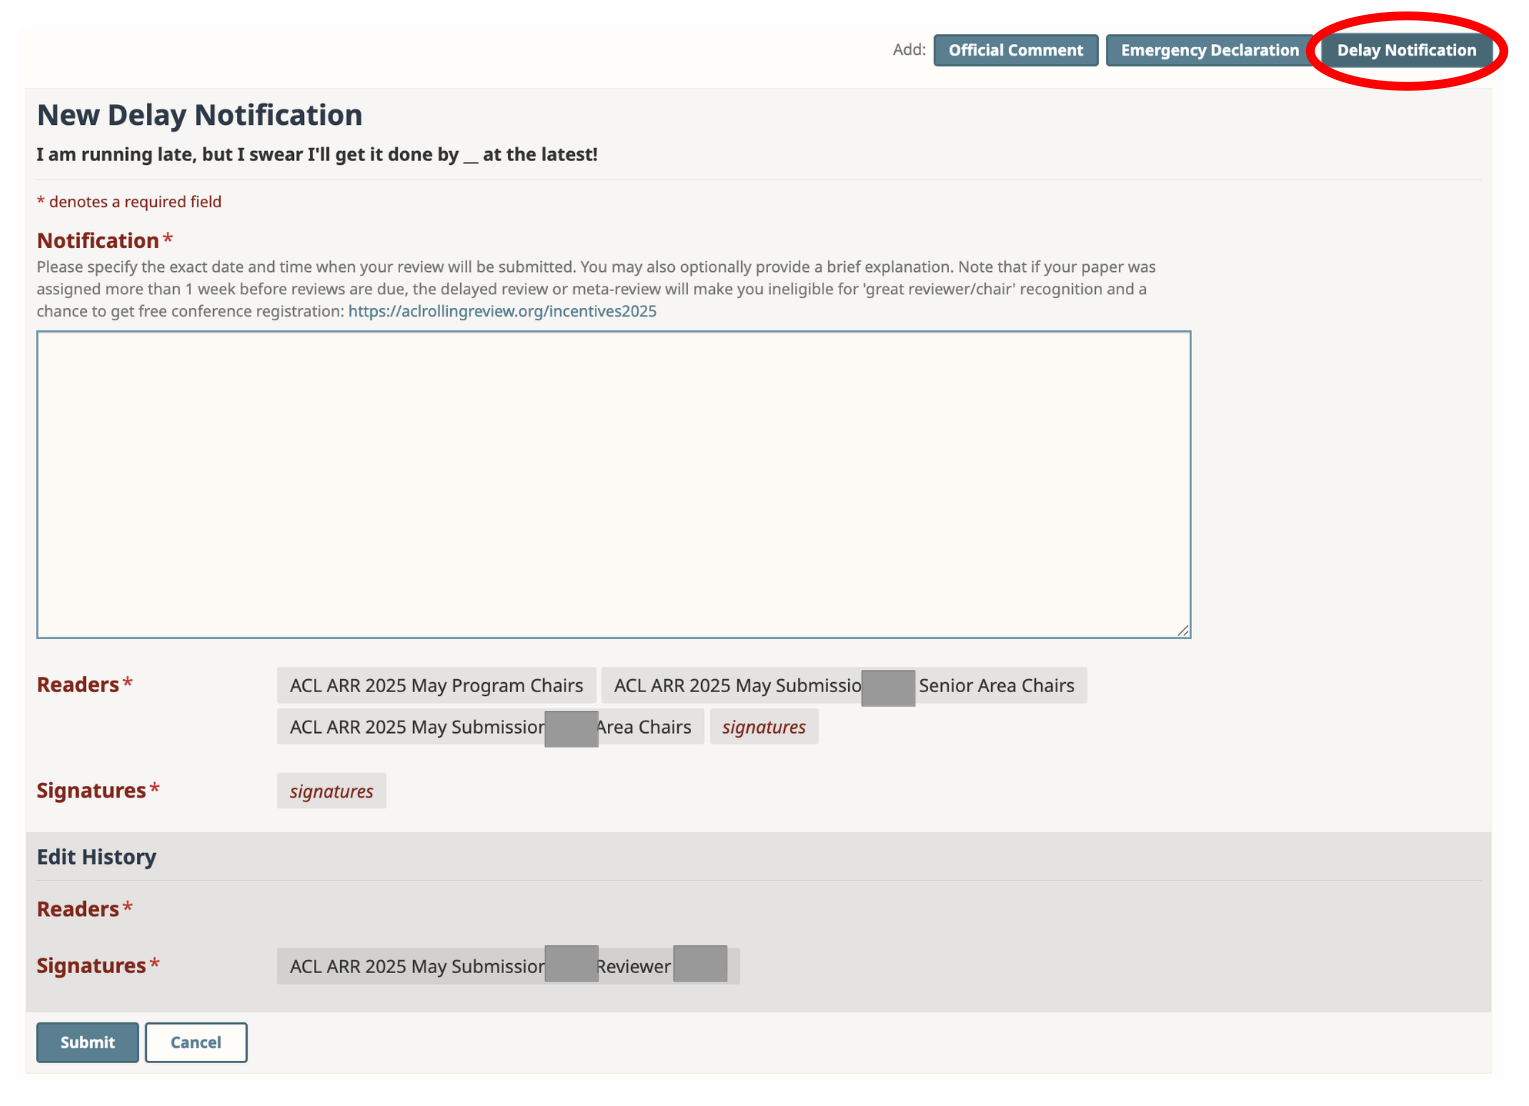 Add: Official Comment Emergency Declaration Delay Notification
New Delay Notification
I am running late, but I swear I'll get it done by __ at the latest!
* denotes a required field
Notification*
Please specify the exact date and time when your review will be submitted. You may also optionally provide a brief explanation. Note that if your paper was
assigned more than 1 week before reviews are due, the delayed review or meta-review will make you ineligible for 'great reviewer/chair' recognition and a
chance to get free conference registration: https://aclrollingreview.org/incentives2025
Readers* ACL ARR 2025 May Program Chairs ACL ARR 2025 May Submissio Senior Area Chairs
ACL ARR 2025 May Submission Area Chairs signatures
Signatures* signatures
Edit History
Readers*
Signatures* ACL ARR 2025 May Submission Reviewer
Submit Cancel